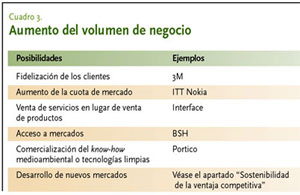 Cuadro 3.
Aumento del volumen de negocio
Posibilidades Ejemplos
Fidelización de los clientes 3M
Aumento de la cuota de mercado ITT Nokia
Venta de servicios en lugar de venta Interface
de productos
Acceso a mercados BSH
Comercialización del know-how Portico
medioambiental o tecnologías limpias
Desarrollo de nuevos mercados Véase el apartado “Sostenibilidad
de la ventaja competitiva”